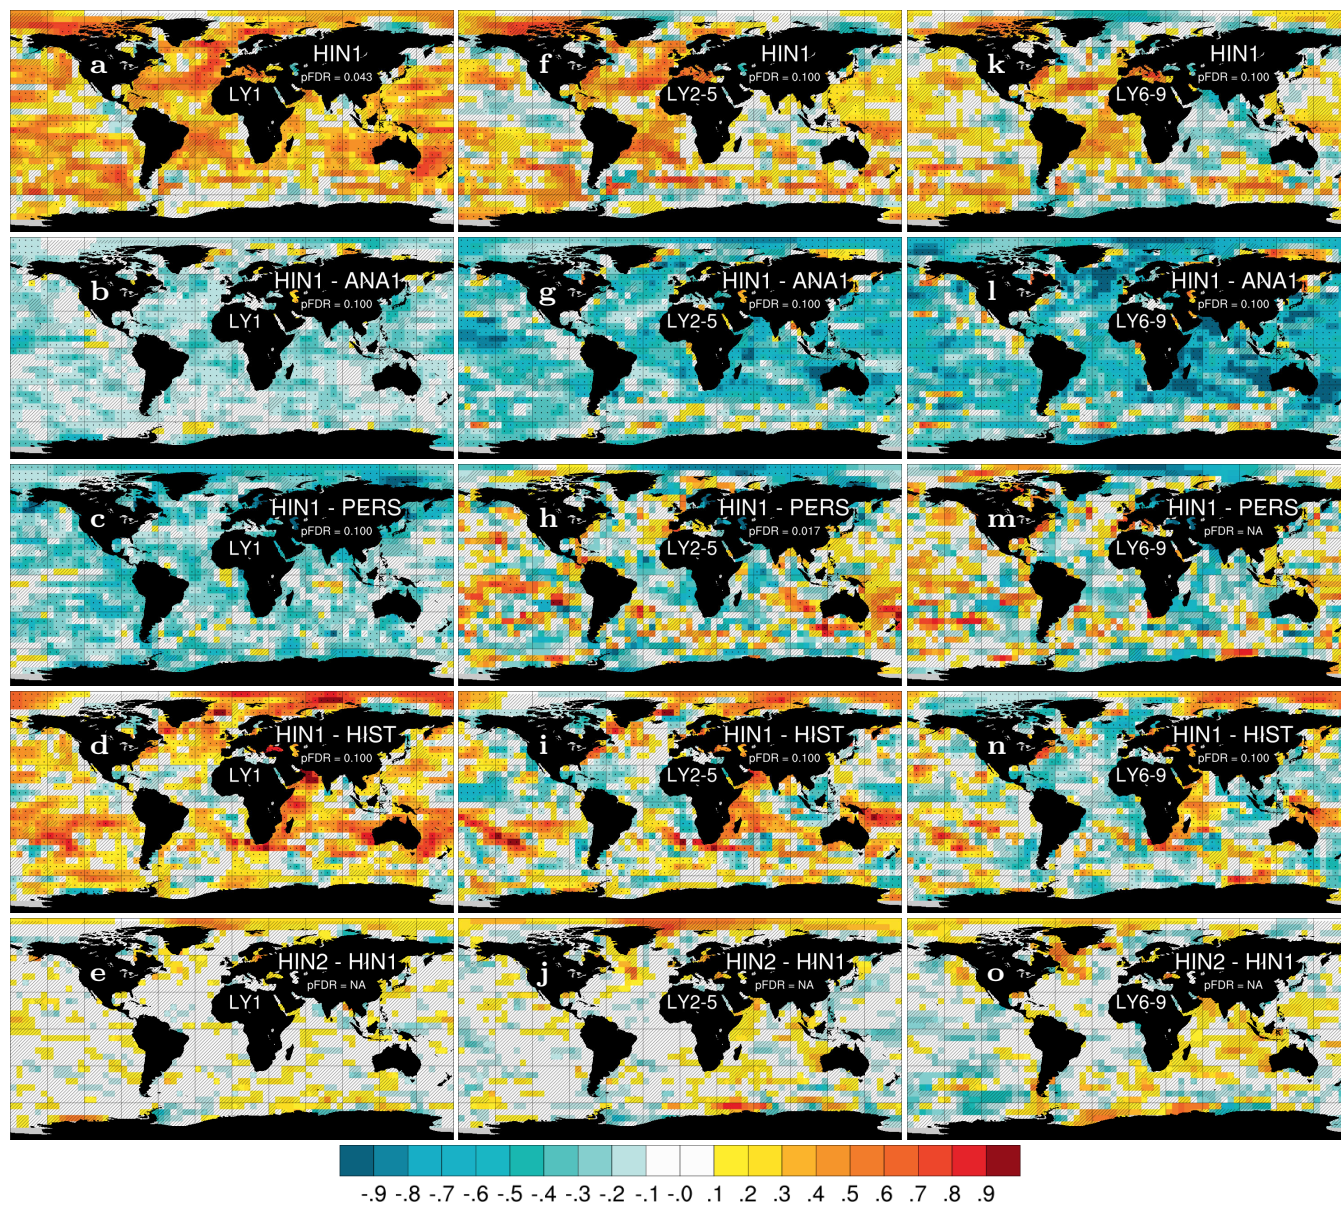 a
HIN1
pFDR = 0.043
LY1
f
HIN1
pFDR = 0.100
LY2-5
k
HIN1
pFDR = 0.100
LY6-9
b
HIN1 - ANA1
pFDR = 0.100
LY1
g
HIN1 - ANA1
pFDR = 0.100
LY2-5
l
HIN1 - ANA1
pFDR = 0.100
LY6-9
c
HIN1 - PERS
pFDR = 0.100
LY1
h
HIN1 - PERS
pFDR = 0.017
LY2-5
m
HIN1 - PERS
pFDR = NA
LY6-9
d
HIN1 - HIST
pFDR = 0.100
LY1
i
HIN1 - HIST
pFDR = 0.100
LY2-5
n
HIN1 - HIST
pFDR = 0.100
LY6-9
e
HIN2 - HIN1
pFDR = NA
LY1
j
HIN2 - HIN1
pFDR = NA
LY2-5
o
HIN2 - HIN1
pFDR = NA
LY6-9
-.9 -.8 -.7 -.6 -.5 -.4 -.3 -.2 -.1 -.0 .1 .2 .3 .4 .5 .6 .7 .8 .9